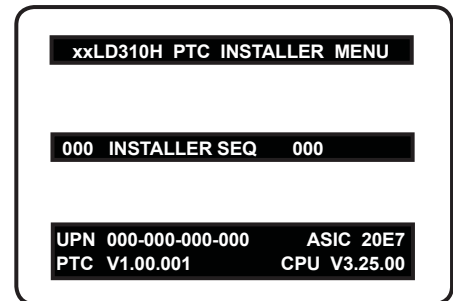 xxLD310H PTC INSTALLER MENU
000 INSTALLER SEQ 000
UPN 000-000-000-000 ASIC 20E7
PTC V1.00.001 CPU V3.25.00